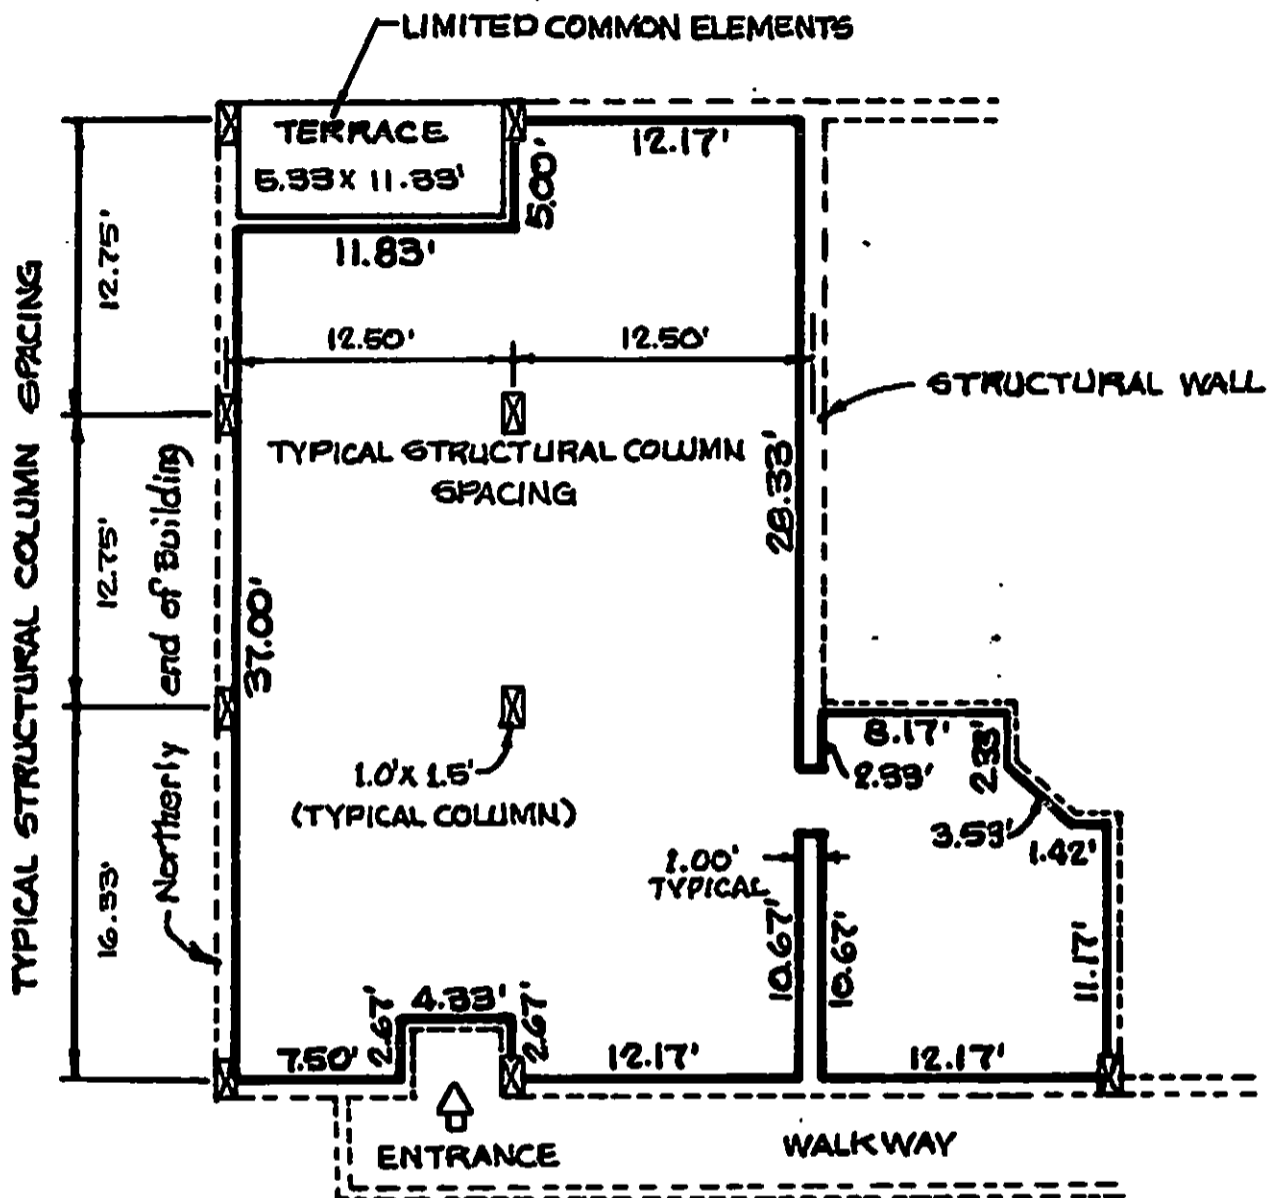 LIMITED COMMON ELEMENTS
TERRACE
5.33 X 11.33'
12.17'
5.00'
11.83'
12.75'
12.50'
12.50'
STRUCTURAL WALL
TYPICAL STRUCTURAL COLUMN
SPACING
28.33'
TYPICAL STRUCTURAL COLUMN SPACING
12.75'
Northerly end of Building
37.00'
8.17'
2.33'
2.33'
1.0' X 1.5'
(TYPICAL COLUMN)
3.53'
1.42'
1.00'
TYPICAL
16.33'
10.67'
10.67'
11.17'
4.33'
2.67'
2.67'
7.50'
12.17'
12.17'
ENTRANCE
WALKWAY